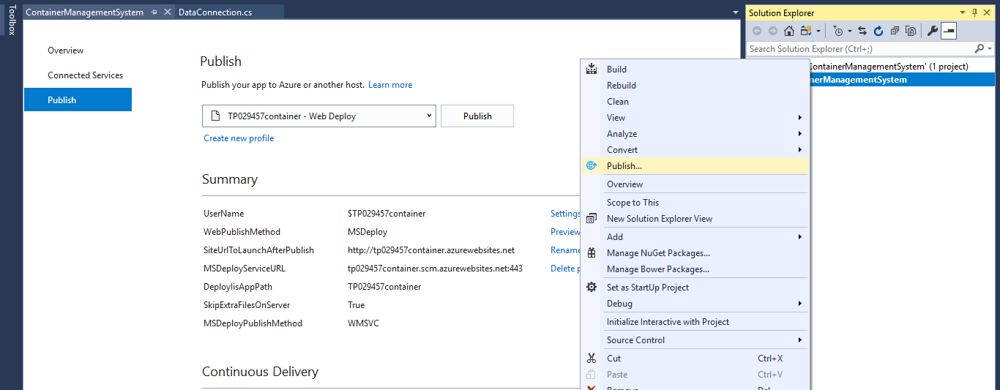 Toolbox
ContainerManagementSystem
DataConnection.cs
Overview
Connected Services
Publish
Publish
Publish your app to Azure or another host. Learn more
TP029457container - Web Deploy
Publish
Create new profile
Summary
UserName $TP029457container Settings
WebPublishMethod MSDeploy Preview
SiteUrlToLaunchAfterPublish http://tp029457container.azurewebsites.net Rename
MSDeployServiceURL tp029457container.scm.azurewebsites.net:443 Delete p
DeployIisAppPath TP029457container
SkipExtraFilesOnServer True
MSDeployPublishMethod WMSVC
Continuous Delivery
Build
Rebuild
Clean
View
Analyze
Convert
Publish...
Overview
Scope to This
New Solution Explorer View
Add
Manage NuGet Packages...
Manage Bower Packages...
Set as StartUp Project
Debug
Initialize Interactive with Project
Source Control
Cut Ctrl+X
Paste Ctrl+V
Remove Del
Solution Explorer
Search Solution Explorer (Ctrl+;)
ContainerManagementSystem' (1 project)
nerManagementSystem